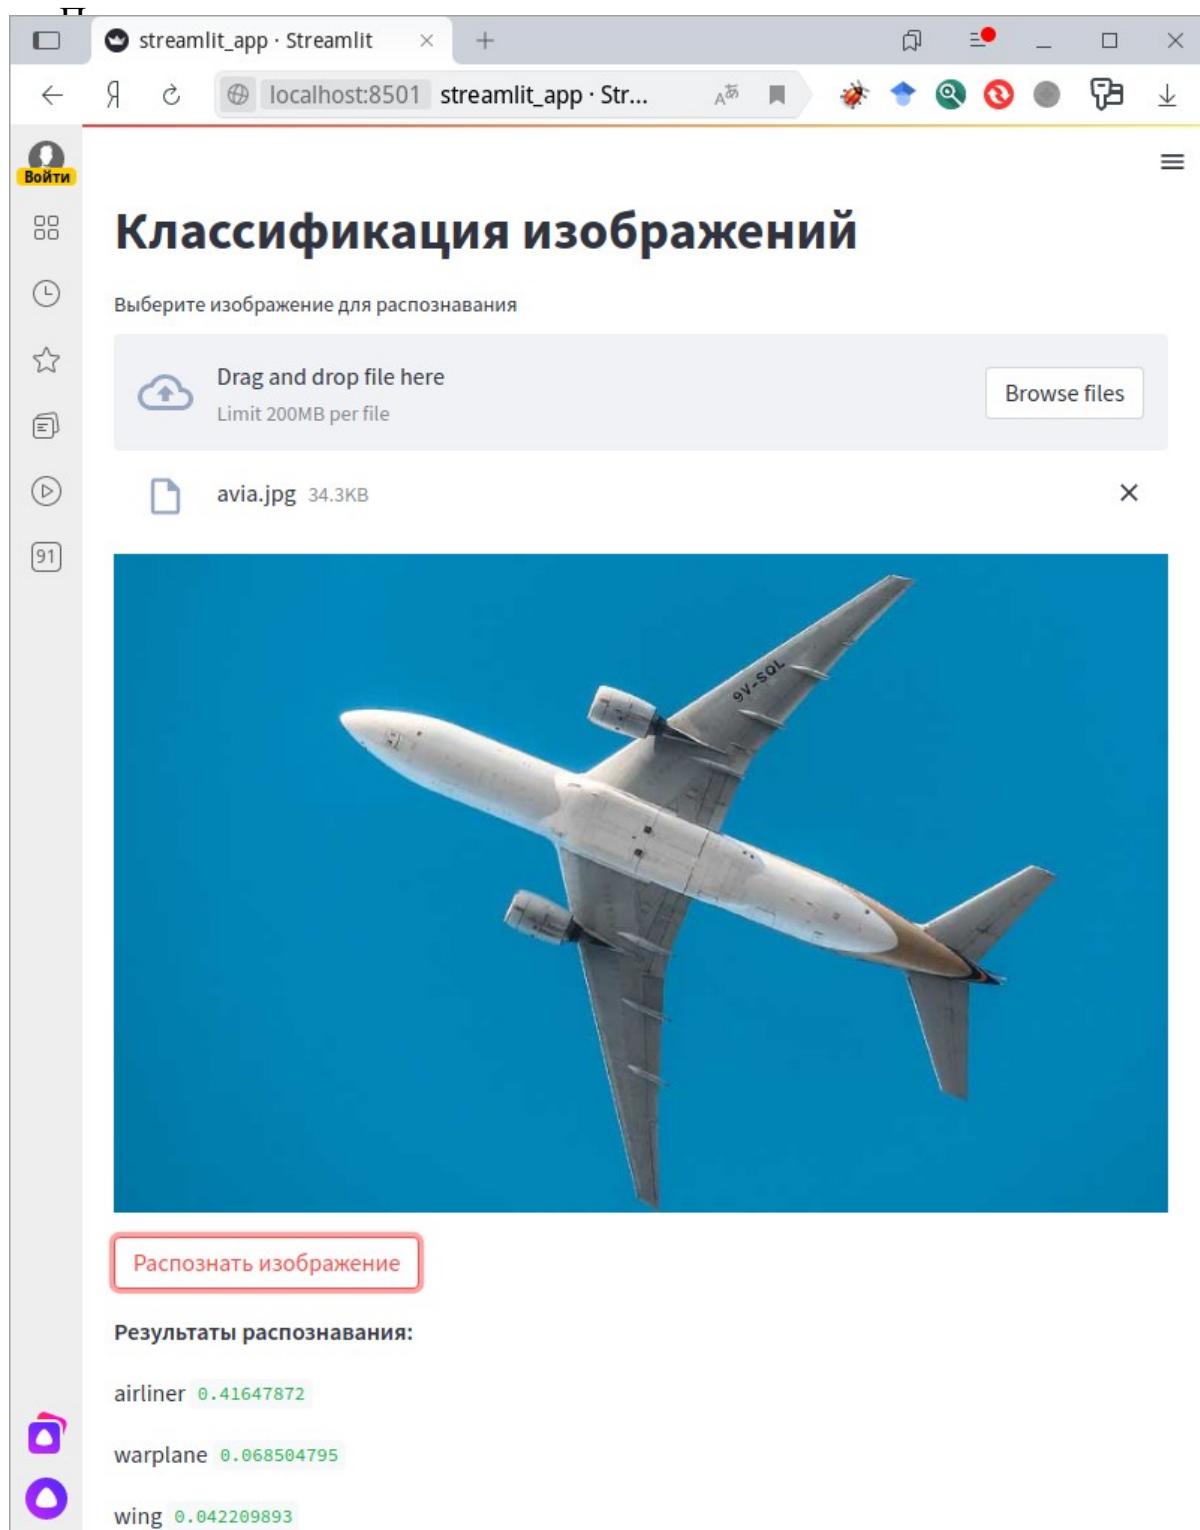 streamlit_app · Streamlit
Я localhost:8501 streamlit_app · Str...
Войти
Классификация изображений
Выберите изображение для распознавания
Drag and drop file here
Limit 200MB per file
Browse files
avia.jpg 34.3KB
91
9V-SQL
Распознать изображение
Результаты распознавания:
airliner 0.41647872
warplane 0.068504795
wing 0.042209893